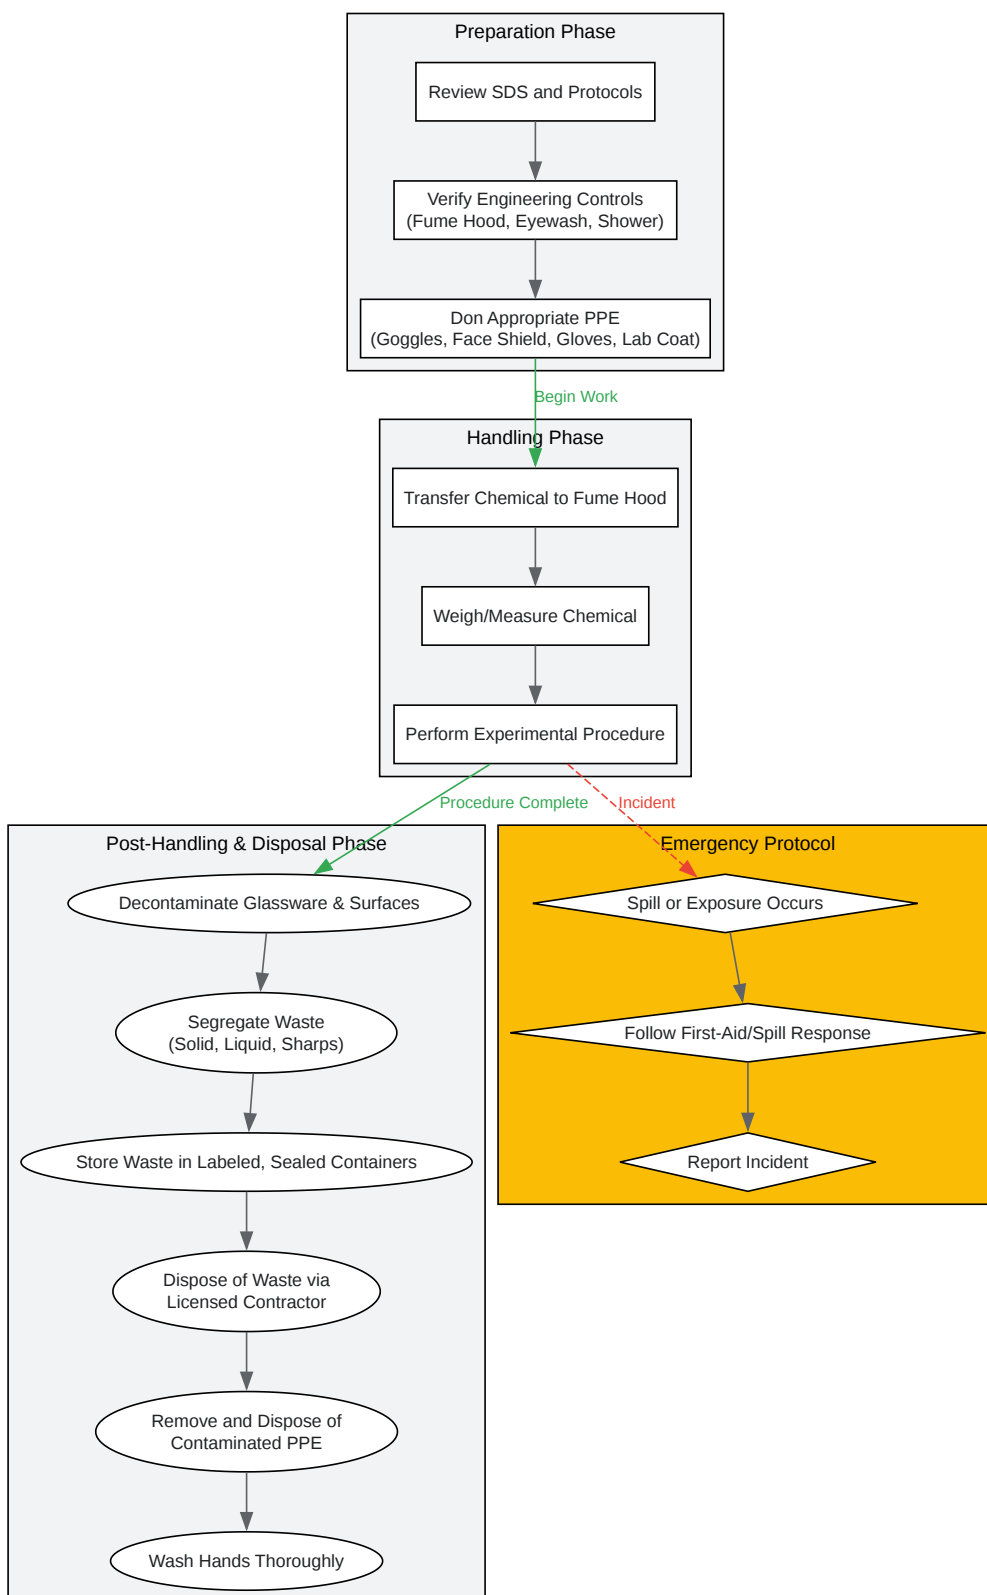 Preparation Phase
Review SDS and Protocols
Verify Engineering Controls
(Fume Hood, Eyewash, Shower)
Don Appropriate PPE
(Goggles, Face Shield, Gloves, Lab Coat)
Begin Work
Handling Phase
Transfer Chemical to Fume Hood
Weigh/Measure Chemical
Perform Experimental Procedure
Procedure Complete
Incident
Post-Handling & Disposal Phase
Decontaminate Glassware & Surfaces
Segregate Waste
(Solid, Liquid, Sharps)
Store Waste in Labeled, Sealed Containers
Dispose of Waste via
Licensed Contractor
Remove and Dispose of
Contaminated PPE
Wash Hands Thoroughly
Emergency Protocol
Spill or Exposure Occurs
Follow First-Aid/Spill Response
Report Incident